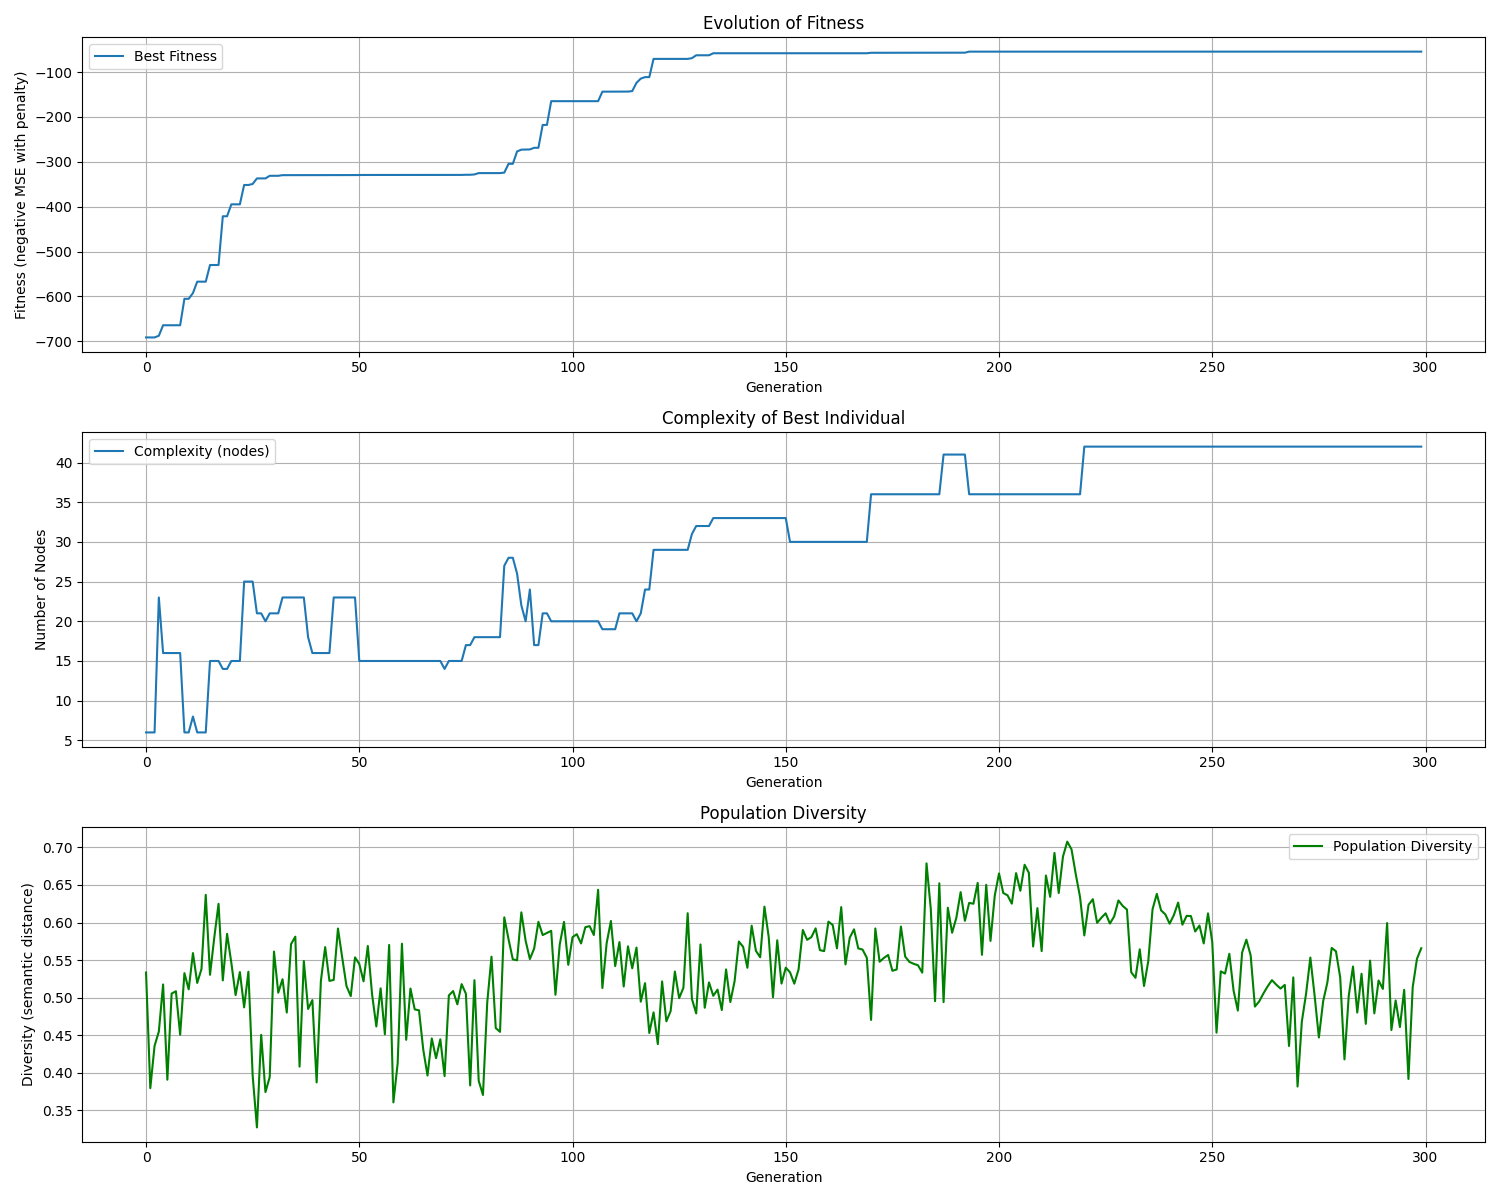 Evolution of Fitness
Best Fitness
Fitness (negative MSE with penalty)
−100
−200
−300
−400
−500
−600
−700
0 50 100 150 200 250 300
Generation
Complexity of Best Individual
Complexity (nodes)
Number of Nodes
40
35
30
25
20
15
10
5
0 50 100 150 200 250 300
Generation
Population Diversity
Population Diversity
Diversity (semantic distance)
0.70
0.65
0.60
0.55
0.50
0.45
0.40
0.35
0 50 100 150 200 250 300
Generation